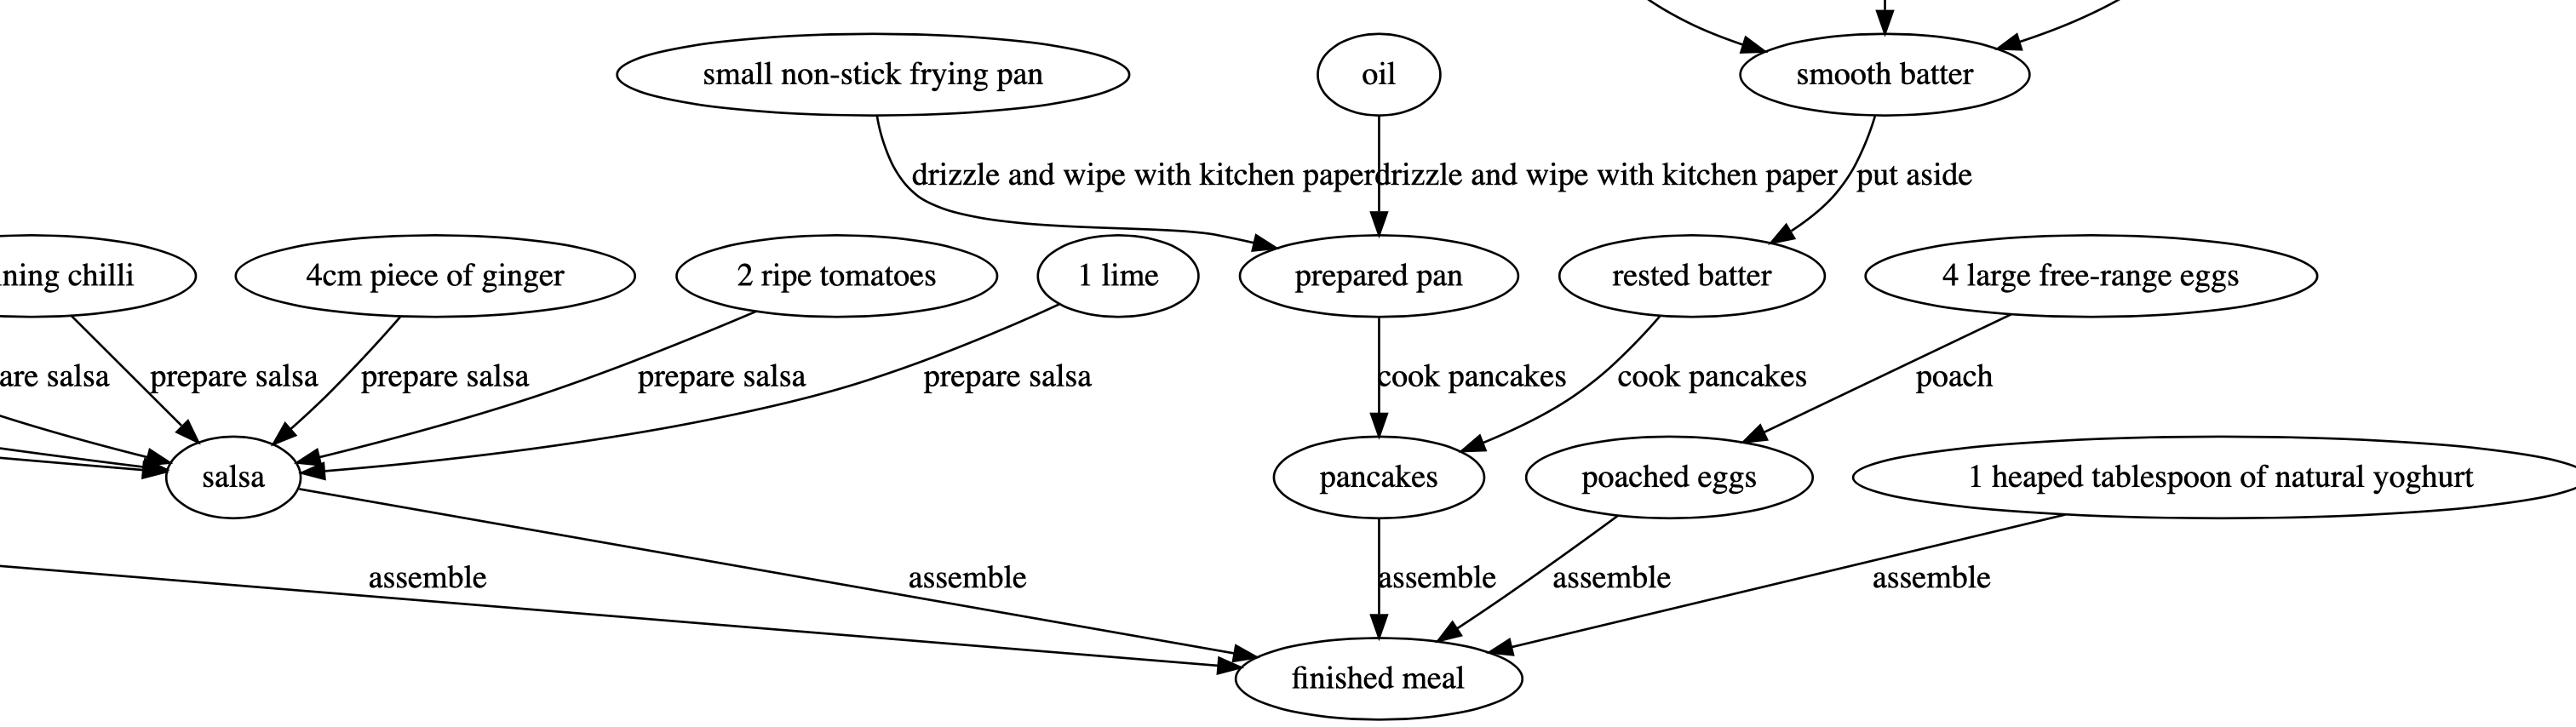 small non-stick frying pan
oil
smooth batter
drizzle and wipe with kitchen paper
drizzle and wipe with kitchen paper
put aside
ning chilli
4cm piece of ginger
2 ripe tomatoes
1 lime
prepared pan
rested batter
4 large free-range eggs
are salsa
prepare salsa
prepare salsa
prepare salsa
prepare salsa
cook pancakes
cook pancakes
poach
salsa
pancakes
poached eggs
1 heaped tablespoon of natural yoghurt
assemble
assemble
assemble
assemble
assemble
finished meal